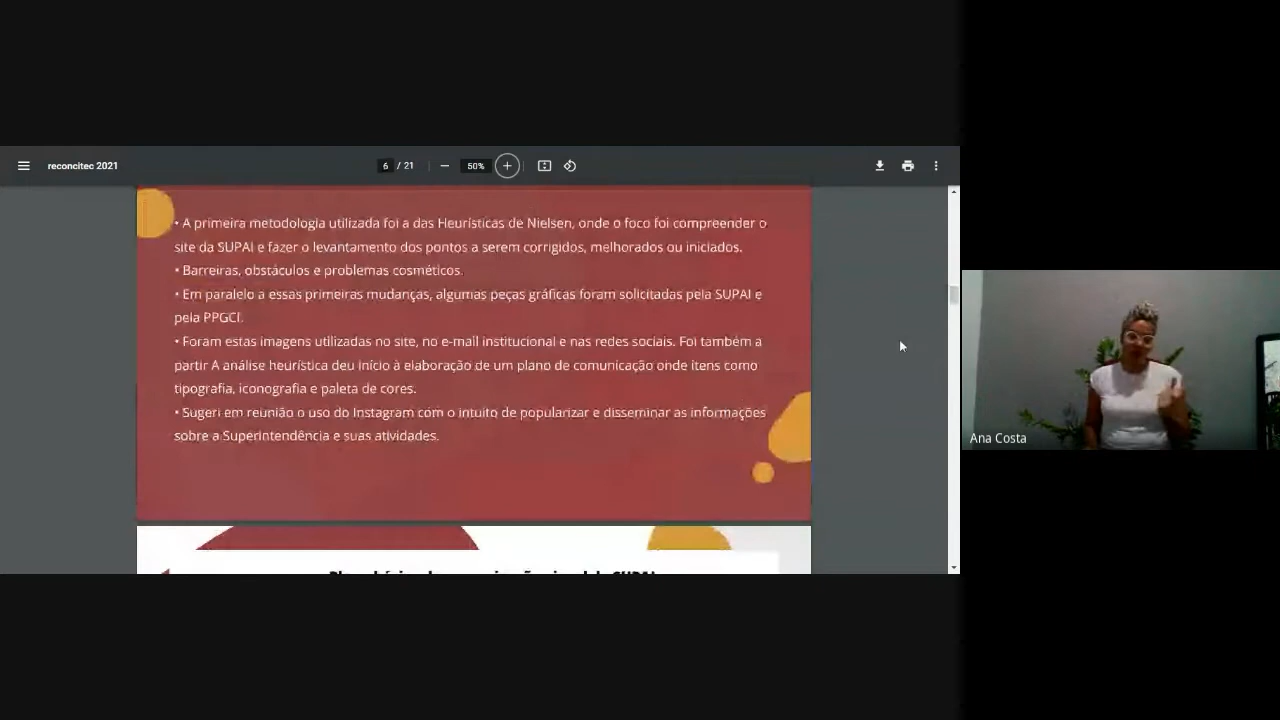 reconcitec 2021
6 / 21
50%
• A primeira metodologia utilizada foi a das Heurísticas de Nielsen, onde o foco foi compreender o
site da SUPAI e fazer o levantamento dos pontos a serem corrigidos, melhorados ou iniciados.
• Barreiras, obstáculos e problemas cosméticos.
• Em paralelo a essas primeiras mudanças, algumas peças gráficas foram solicitadas pela SUPAI e
pela PPGCI.
• Foram estas imagens utilizadas no site, no e-mail institucional e nas redes sociais. Foi também a
partir A análise heurística deu início à elaboração de um plano de comunicação onde itens como
tipografia, iconografia e paleta de cores.
• Sugeri em reunião o uso do Instagram com o intuito de popularizar e disseminar as informações
sobre a Superintendência e suas atividades.
Ana Costa